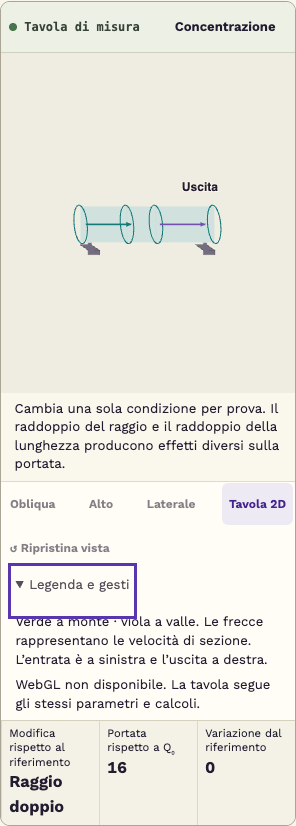 Tavola di misura
Concentrazione
Uscita
Cambia una sola condizione per prova. Il
raddoppio del raggio e il raddoppio della
lunghezza producono effetti diversi sulla
portata.
Obliqua
Alto
Laterale
Tavola 2D
↺ Ripristina vista
▼ Legenda e gesti
Verde a monte · viola a valle. Le frecce
rappresentano le velocità di sezione.
L'entrata è a sinistra e l'uscita a destra.
WebGL non disponibile. La tavola segue
gli stessi parametri e calcoli.
Modifica
rispetto al
riferimento
Raggio
doppio
Portata
rispetto a Q₀
16
Variazione dal
riferimento
0